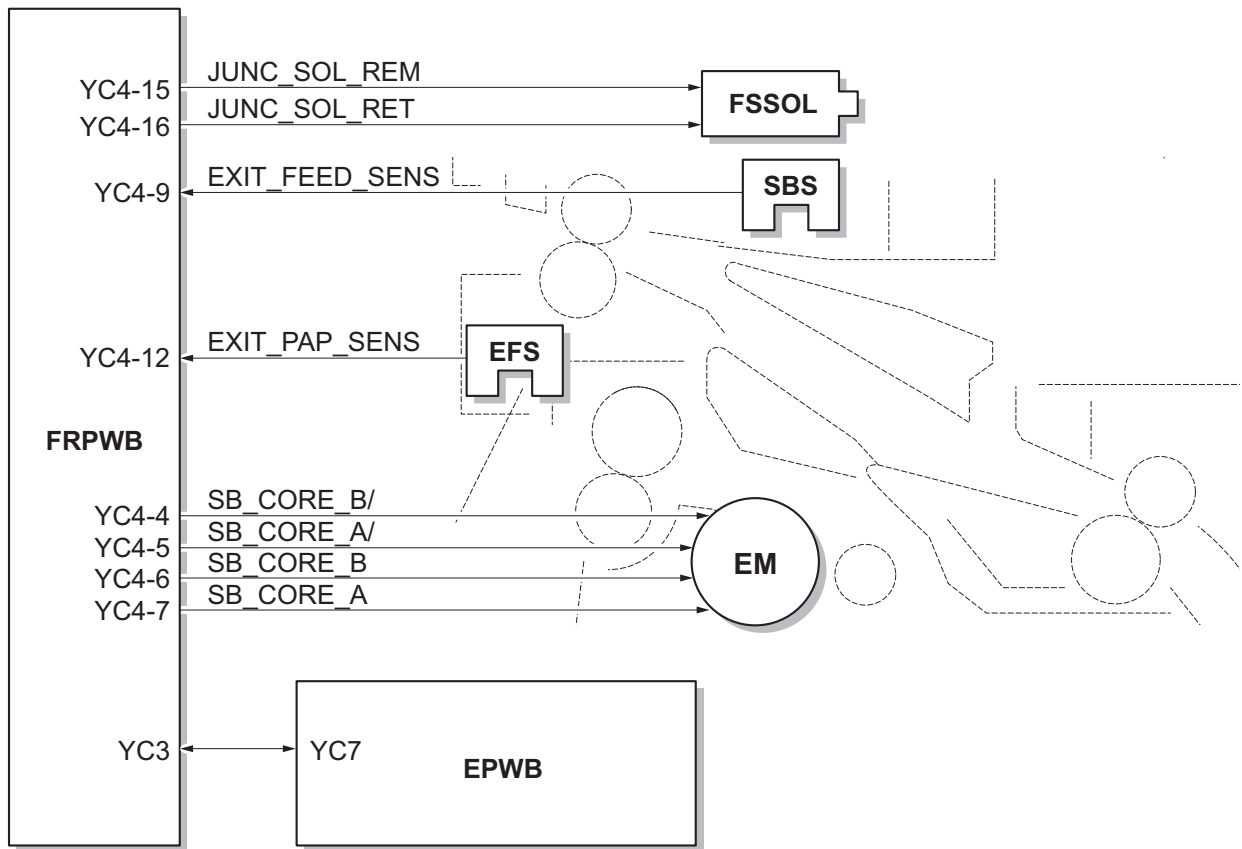 YC4-15 JUNC_SOL_REM
FSSOL
YC4-16 JUNC_SOL_RET
YC4-9 EXIT_FEED_SENS
SBS
YC4-12 EXIT_PAP_SENS
EFS
FRPWB
YC4-4 SB_CORE_B/
YC4-5 SB_CORE_A/
YC4-6 SB_CORE_B
YC4-7 SB_CORE_A
EM
YC3
YC7
EPWB